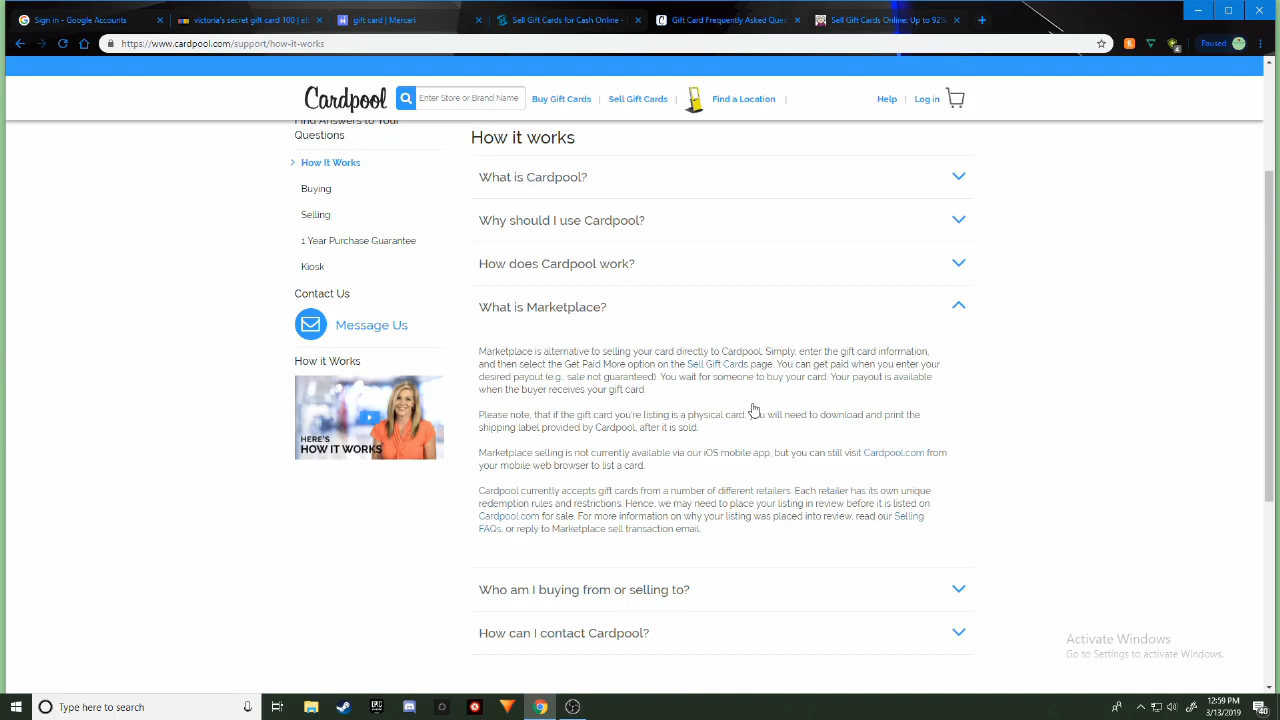 Sign in - Google Accounts
victoria's secret gift card 100 | eB
gift card | Mercari
Sell Gift Cards for Cash Online -
Gift Card Frequently Asked Ques
Sell Gift Cards Online: Up to 92%
https://www.cardpool.com/support/how-it-works
Paused
Cardpool
Enter Store or Brand Name
Buy Gift Cards
Sell Gift Cards
Find a Location
Help
Log in
Find Answers to Your
Questions
How It Works
Buying
Selling
1 Year Purchase Guarantee
Kiosk
Contact Us
Message Us
How it Works
HERE'S
HOW IT WORKS
How it works
What is Cardpool?
Why should I use Cardpool?
How does Cardpool work?
What is Marketplace?
Marketplace is alternative to selling your card directly to Cardpool. Simply, enter the gift card information,
and then select the Get Paid More option on the Sell Gift Cards page. You can get paid when you enter your
desired payout (e.g., sale not guaranteed). You wait for someone to buy your card. Your payout is available
when the buyer receives your gift card
Please note, that if the gift card you're listing is a physical card, you will need to download and print the
shipping label provided by Cardpool, after it is sold.
Marketplace selling is not currently available via our iOS mobile app, but you can still visit Cardpool.com from
your mobile web browser to list a card.
Cardpool currently accepts gift cards from a number of different retailers. Each retailer has its own unique
redemption rules and restrictions. Hence, we may need to place your listing in review before it is listed on
Cardpool.com for sale. For more information on why your listing was placed into review, read our Selling
FAQs, or reply to Marketplace sell transaction email.
Who am I buying from or selling to?
How can I contact Cardpool?
Activate Windows
Go to Settings to activate Windows.
Type here to search
12:59 PM
3/13/2019